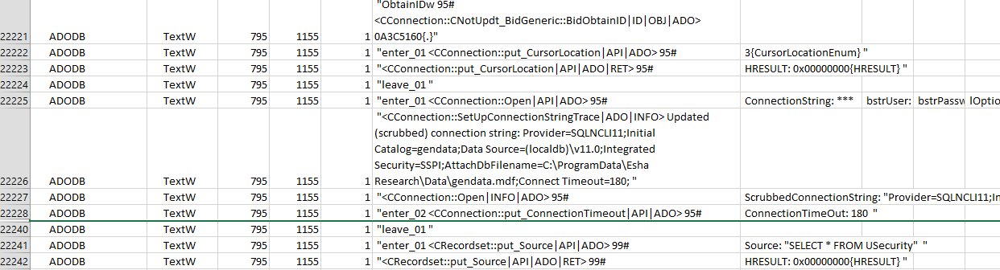 "ObtainIDw 95#
<CConnection::CNotUpdt_BidGeneric::BidObtainID|ID|OBJ|ADO>
22221 ADODB TextW 795 1155 1 0A3C5160{.}"
22222 ADODB TextW 795 1155 1 "enter_01 <CConnection::put_CursorLocation|API|ADO> 95# 3{CursorLocationEnum} "
22223 ADODB TextW 795 1155 1 "<CConnection::put_CursorLocation|API|ADO|RET> 95# HRESULT: 0x00000000{HRESULT} "
22224 ADODB TextW 795 1155 1 "leave_01 "
22225 ADODB TextW 795 1155 1 "enter_01 <CConnection::Open|API|ADO> 95# ConnectionString: *** bstrUser: bstrPassw lOptio
"<CConnection::SetUpConnectionStringTrace|ADO|INFO> Updated
(scrubbed) connection string: Provider=SQLNCLI11;Initial
Catalog=gendata;Data Source=(localdb)\v11.0;Integrated
Security=SSPI;AttachDbFilename=C:\ProgramData\Esha
22226 ADODB TextW 795 1155 1 Research\Data\gendata.mdf;Connect Timeout=180; "
22227 ADODB TextW 795 1155 1 "<CConnection::Open|INFO|ADO> 95# ScrubbedConnectionString: "Provider=SQLNCLI11;In
22228 ADODB TextW 795 1155 1 "enter_02 <CConnection::put_ConnectionTimeout|API|ADO> 95# ConnectionTimeOut: 180 "
22240 ADODB TextW 795 1155 1 "leave_01 "
22241 ADODB TextW 795 1155 1 "enter_01 <CRecordset::put_Source|API|ADO> 99# Source: "SELECT * FROM USecurity" "
22242 ADODB TextW 795 1155 1 "<CRecordset::put_Source|API|ADO|RET> 99# HRESULT: 0x00000000{HRESULT} "